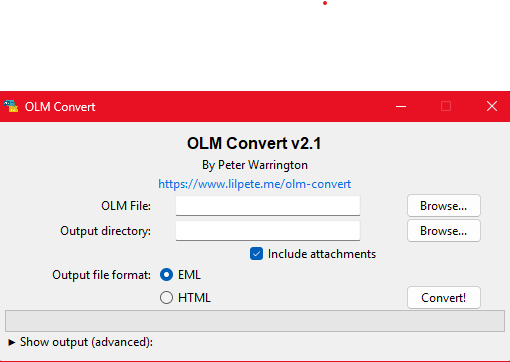 OLM Convert
OLM Convert v2.1
By Peter Warrington
https://www.lilpete.me/olm-convert
OLM File: Browse...
Output directory: Browse...
Include attachments
Output file format: EML
HTML Convert!
Show output (advanced):